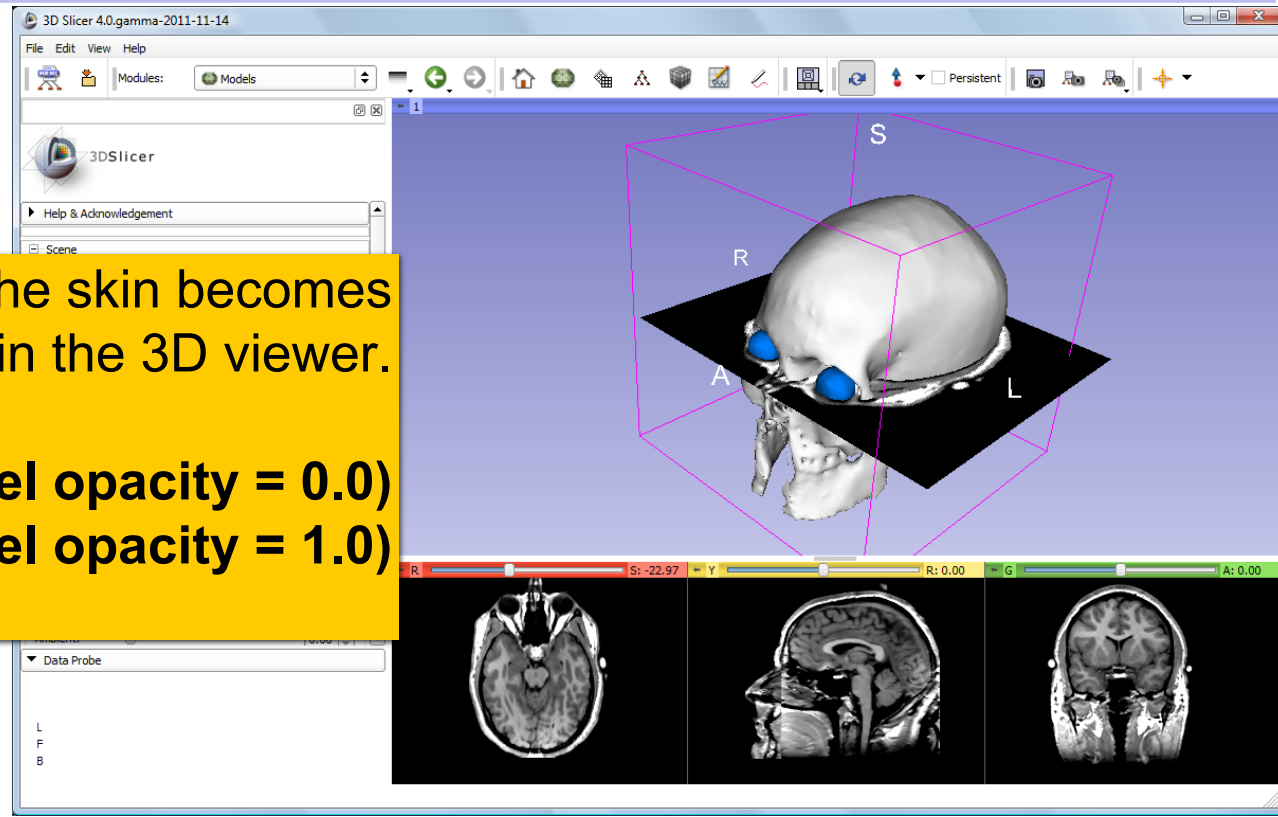 3D Slicer 4.0.gamma-2011-11-14
File Edit View Help
Modules: Models Persistent
1
3DSlicer
Help & Acknowledgement
Scene
he skin becomes
in the 3D viewer.
el opacity = 0.0)
el opacity = 1.0)
S
R
A
L
R S: -22.97 Y R: 0.00 G A: 0.00
Data Probe
L
F
B